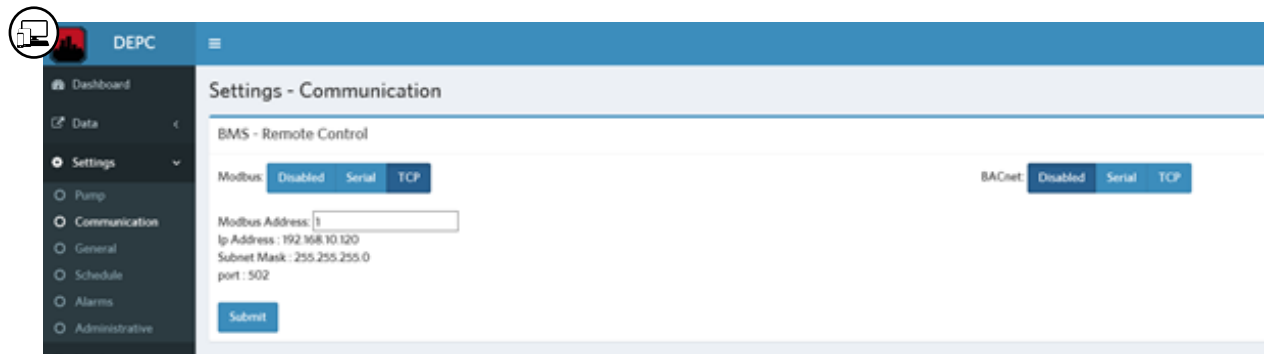 DEPC
Dashboard
Data
Settings
Pump
Communication
General
Schedule
Alarms
Administrative
Settings - Communication
BMS - Remote Control
Modbus: Disabled Serial TCP
BACnet: Disabled Serial TCP
Modbus Address: 1
Ip Address : 192.168.10.120
Subnet Mask : 255.255.255.0
port : 502
Submit